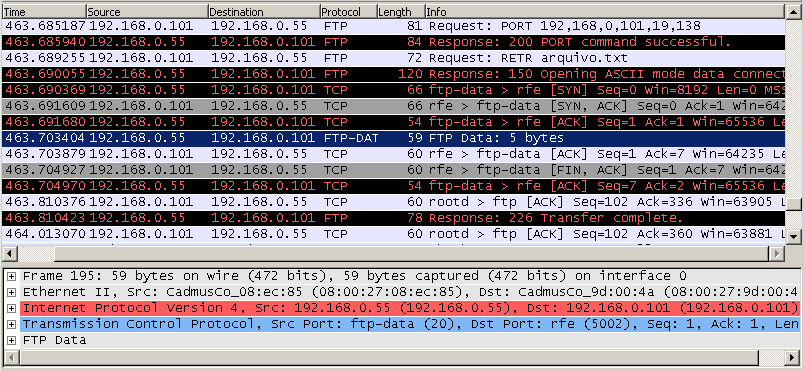 Time Source Destination Protocol Length Info
463.685187 192.168.0.101 192.168.0.55 FTP 81 Request: PORT 192,168,0,101,19,138
463.685940 192.168.0.55 192.168.0.101 FTP 84 Response: 200 PORT command successful.
463.689255 192.168.0.101 192.168.0.55 FTP 72 Request: RETR arquivo.txt
463.690055 192.168.0.55 192.168.0.101 FTP 120 Response: 150 Opening ASCII mode data connect
463.690369 192.168.0.55 192.168.0.101 TCP 66 ftp-data > rfe [SYN] Seq=0 Win=8192 Len=0 MSS
463.691609 192.168.0.101 192.168.0.55 TCP 66 rfe > ftp-data [SYN, ACK] Seq=0 Ack=1 Win=642
463.691680 192.168.0.55 192.168.0.101 TCP 54 ftp-data > rfe [ACK] Seq=1 Ack=1 Win=65536 Le
463.703404 192.168.0.55 192.168.0.101 FTP-DAT 59 FTP Data: 5 bytes
463.703879 192.168.0.101 192.168.0.55 TCP 60 rfe > ftp-data [ACK] Seq=1 Ack=7 Win=64235 Le
463.704927 192.168.0.101 192.168.0.55 TCP 60 rfe > ftp-data [FIN, ACK] Seq=1 Ack=7 Win=642
463.704970 192.168.0.55 192.168.0.101 TCP 54 ftp-data > rfe [ACK] Seq=7 Ack=2 Win=65536 Le
463.810376 192.168.0.101 192.168.0.55 TCP 60 rootd > ftp [ACK] Seq=102 Ack=336 Win=63905 L
463.810423 192.168.0.55 192.168.0.101 FTP 78 Response: 226 Transfer complete.
464.013070 192.168.0.101 192.168.0.55 TCP 60 rootd > ftp [ACK] Seq=102 Ack=360 Win=63881 L
Frame 195: 59 bytes on wire (472 bits), 59 bytes captured (472 bits) on interface 0
Ethernet II, Src: CadmusCo_08:ec:85 (08:00:27:08:ec:85), Dst: CadmusCo_9d:00:4a (08:00:27:9d:00:4
Internet Protocol Version 4, Src: 192.168.0.55 (192.168.0.55), Dst: 192.168.0.101 (192.168.0.101)
Transmission Control Protocol, Src Port: ftp-data (20), Dst Port: rfe (5002), Seq: 1, Ack: 1, Len
FTP Data